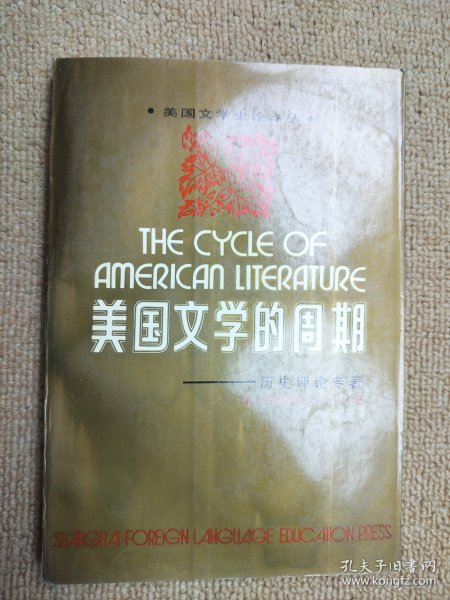 • 美国文学史论译丛 •
THE CYCLE OF
AMERICAN LITERATURE
美国文学的周期
——历史评论专著
SHANGHAI FOREIGN LANGUAGE EDUCATION PRESS
孔夫子旧书网
www.kongfz.com